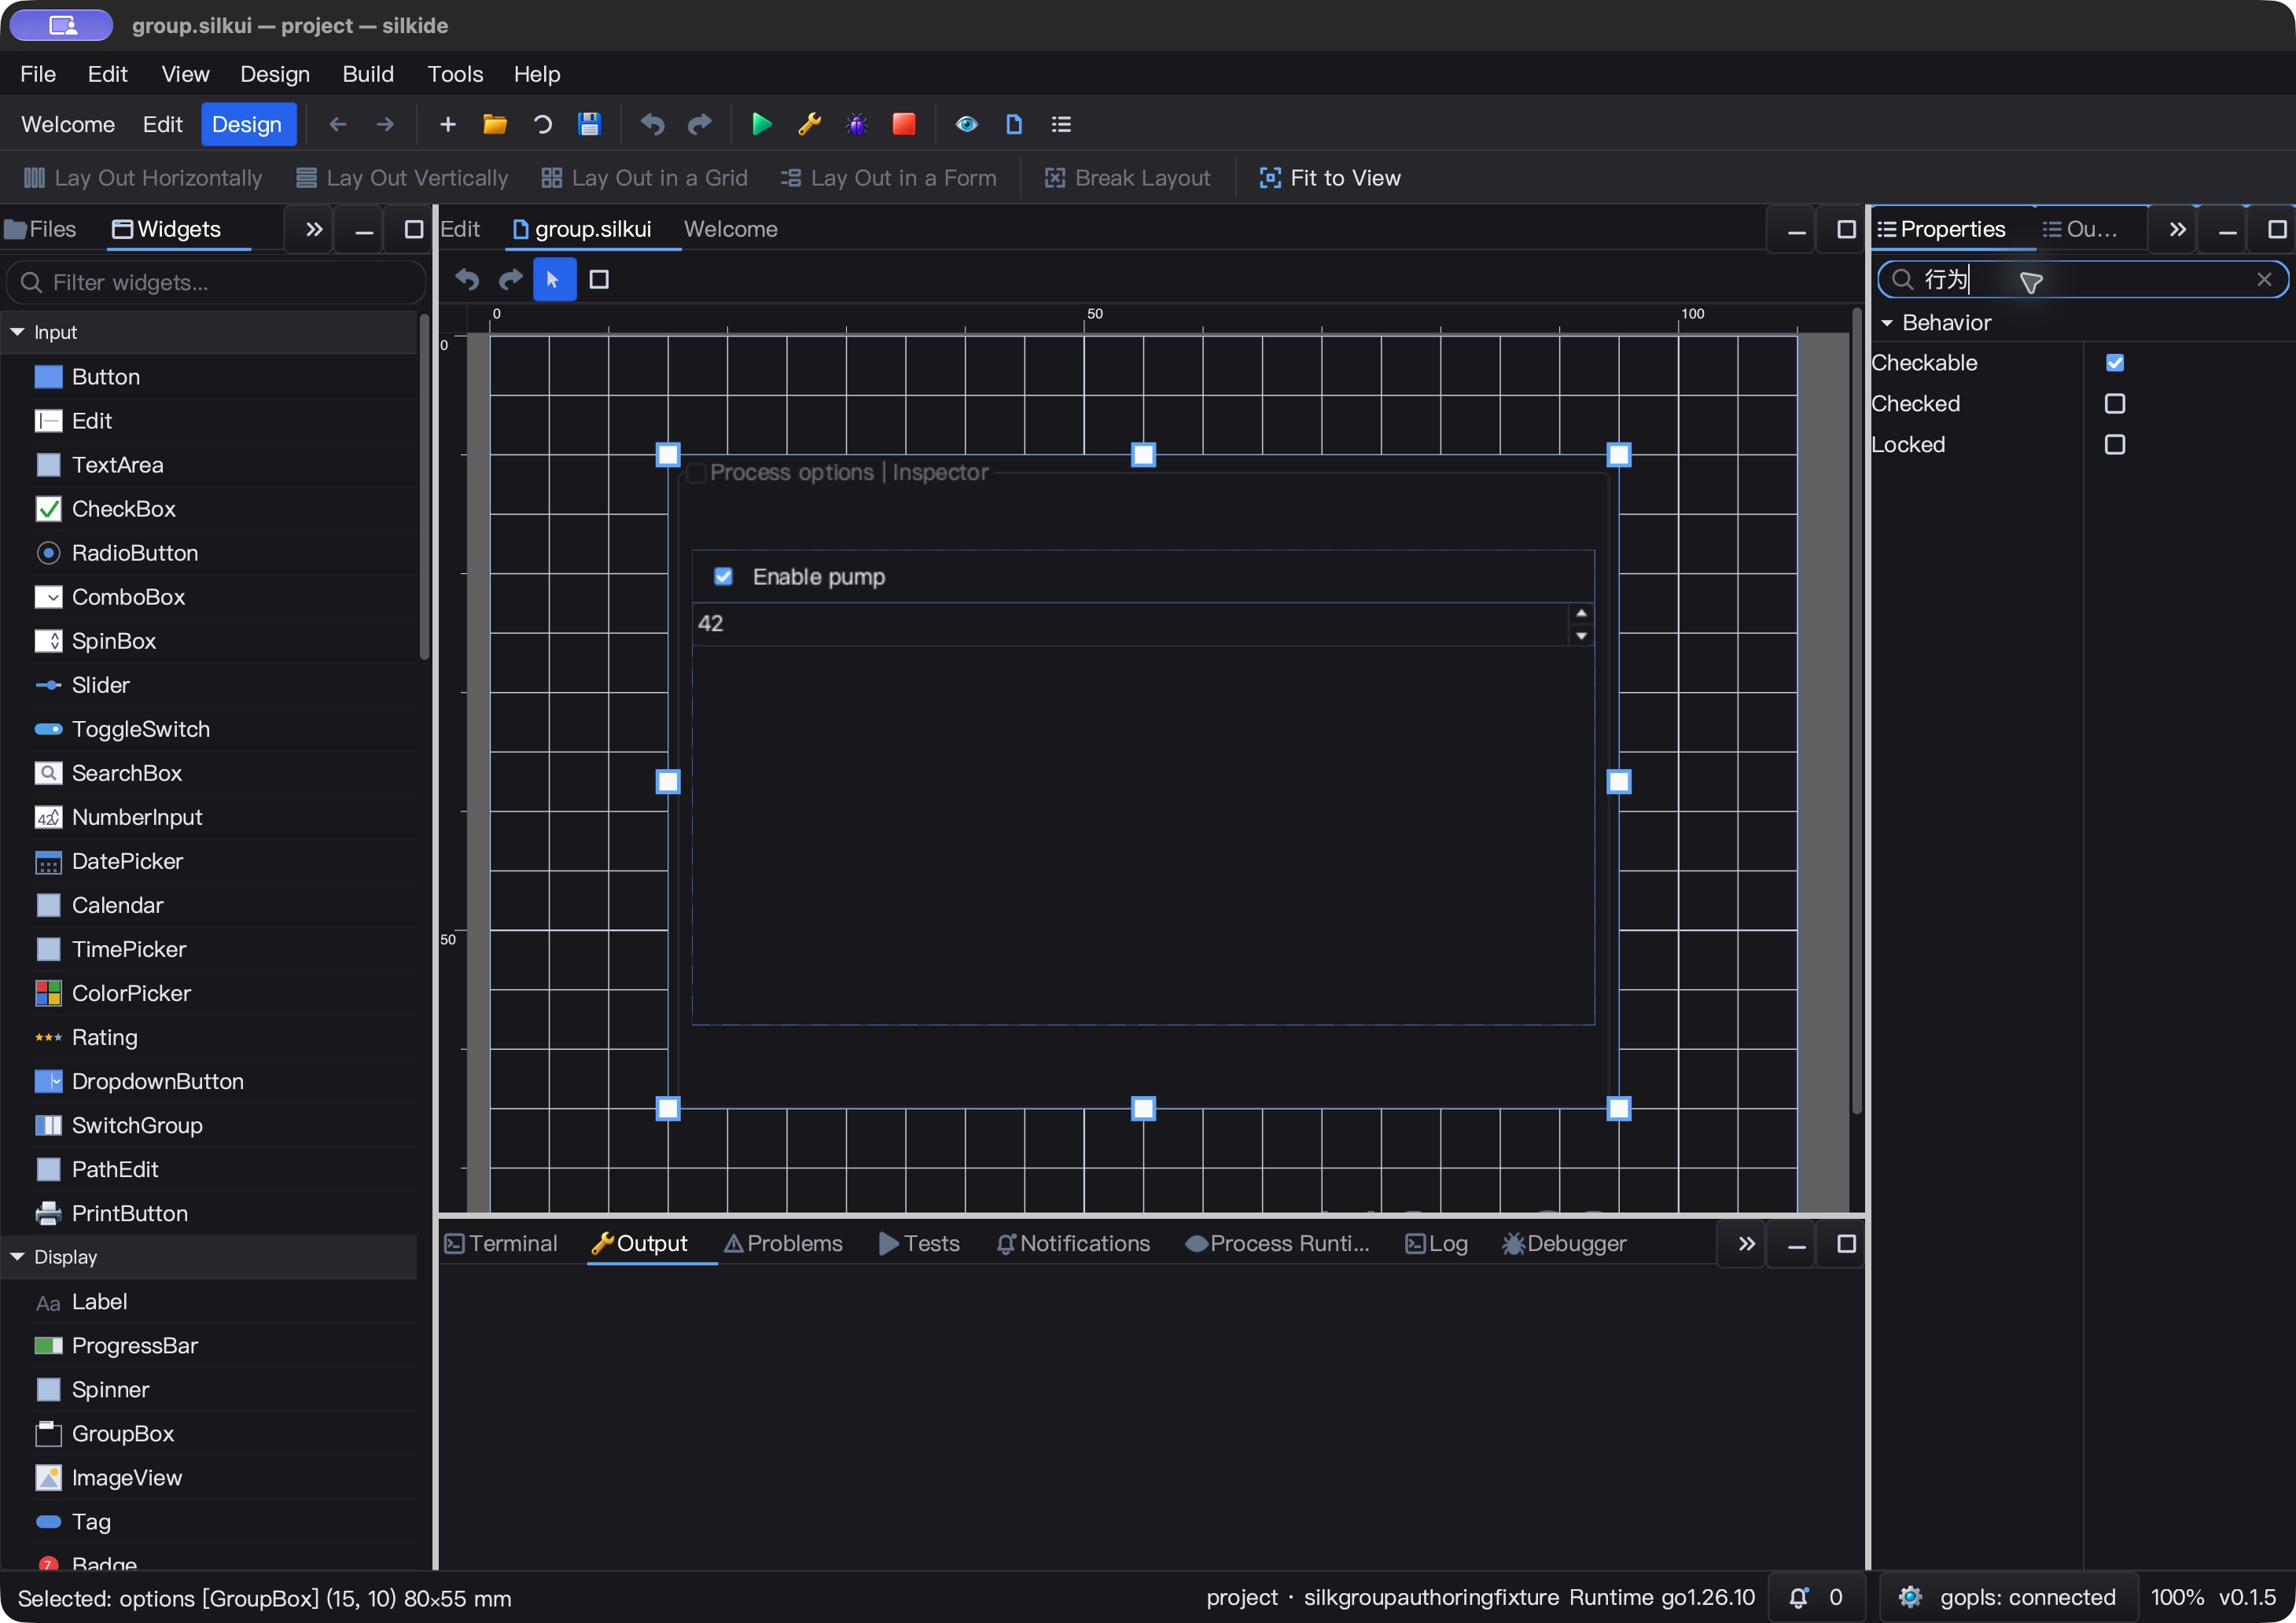 group.silkui — project — silkide
File Edit View Design Build Tools Help
Welcome Edit Design
Lay Out Horizontally Lay Out Vertically Lay Out in a Grid Lay Out in a Form Break Layout Fit to View
Files Widgets
Filter widgets...
Input
Button
Edit
TextArea
CheckBox
RadioButton
ComboBox
SpinBox
Slider
ToggleSwitch
SearchBox
NumberInput
DatePicker
Calendar
TimePicker
ColorPicker
Rating
DropdownButton
SwitchGroup
PathEdit
PrintButton
Display
Label
ProgressBar
Spinner
GroupBox
ImageView
Tag
Badge
Edit group.silkui Welcome
0 50 100
0
50
Process options | Inspector
Enable pump
42
Terminal Output Problems Tests Notifications Process Runti... Log Debugger
Properties Ou...
行为
Behavior
Checkable
Checked
Locked
Selected: options [GroupBox] (15, 10) 80×55 mm
project · silkgroupauthoringfixture Runtime go1.26.10 0 gopls: connected 100% v0.1.5